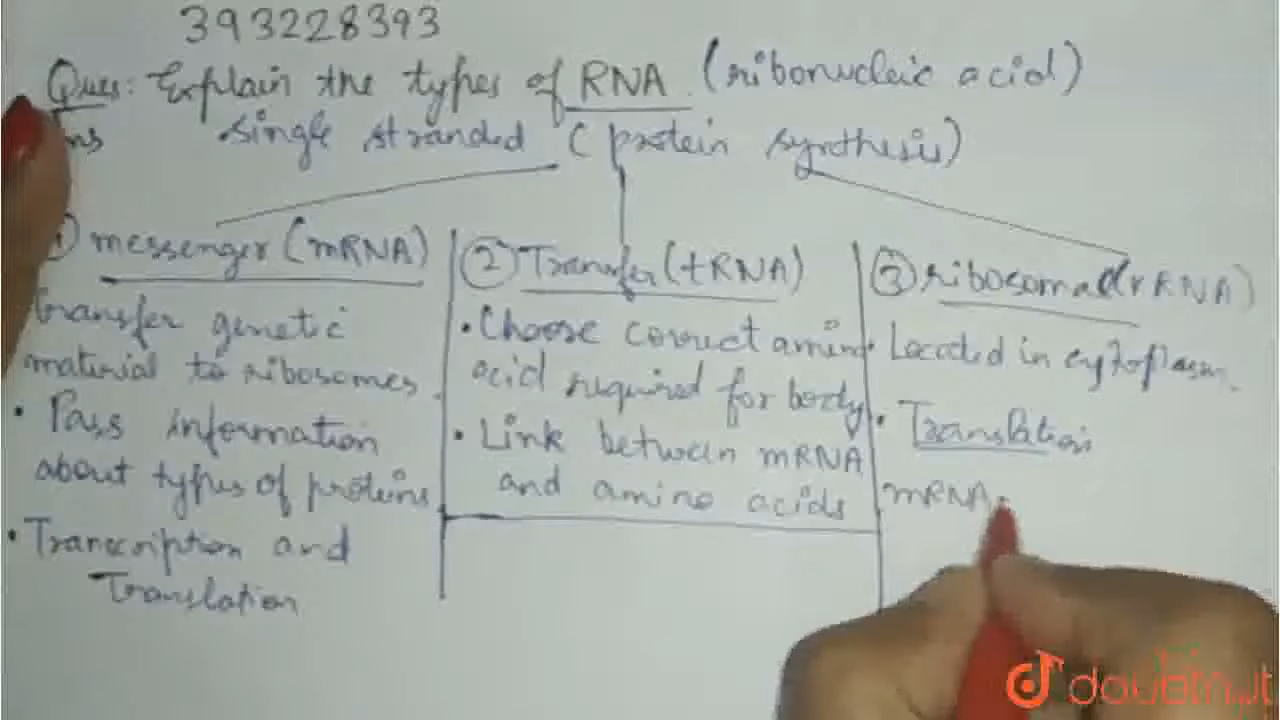 393228393
Ques: Explain the types of RNA. (ribonucleic acid)
Ans single stranded (protein synthesis)
① messenger (mRNA)
transfer genetic
material to ribosomes.
• Pass information
about types of proteins
• Transcription and
Translation
② Transfer (tRNA)
• Choose correct amino
acid required for body
• Link between mRNA
and amino acids
③ ribosomal (rRNA)
• Located in cytoplasm.
• Translation
mRNA
doubtnut